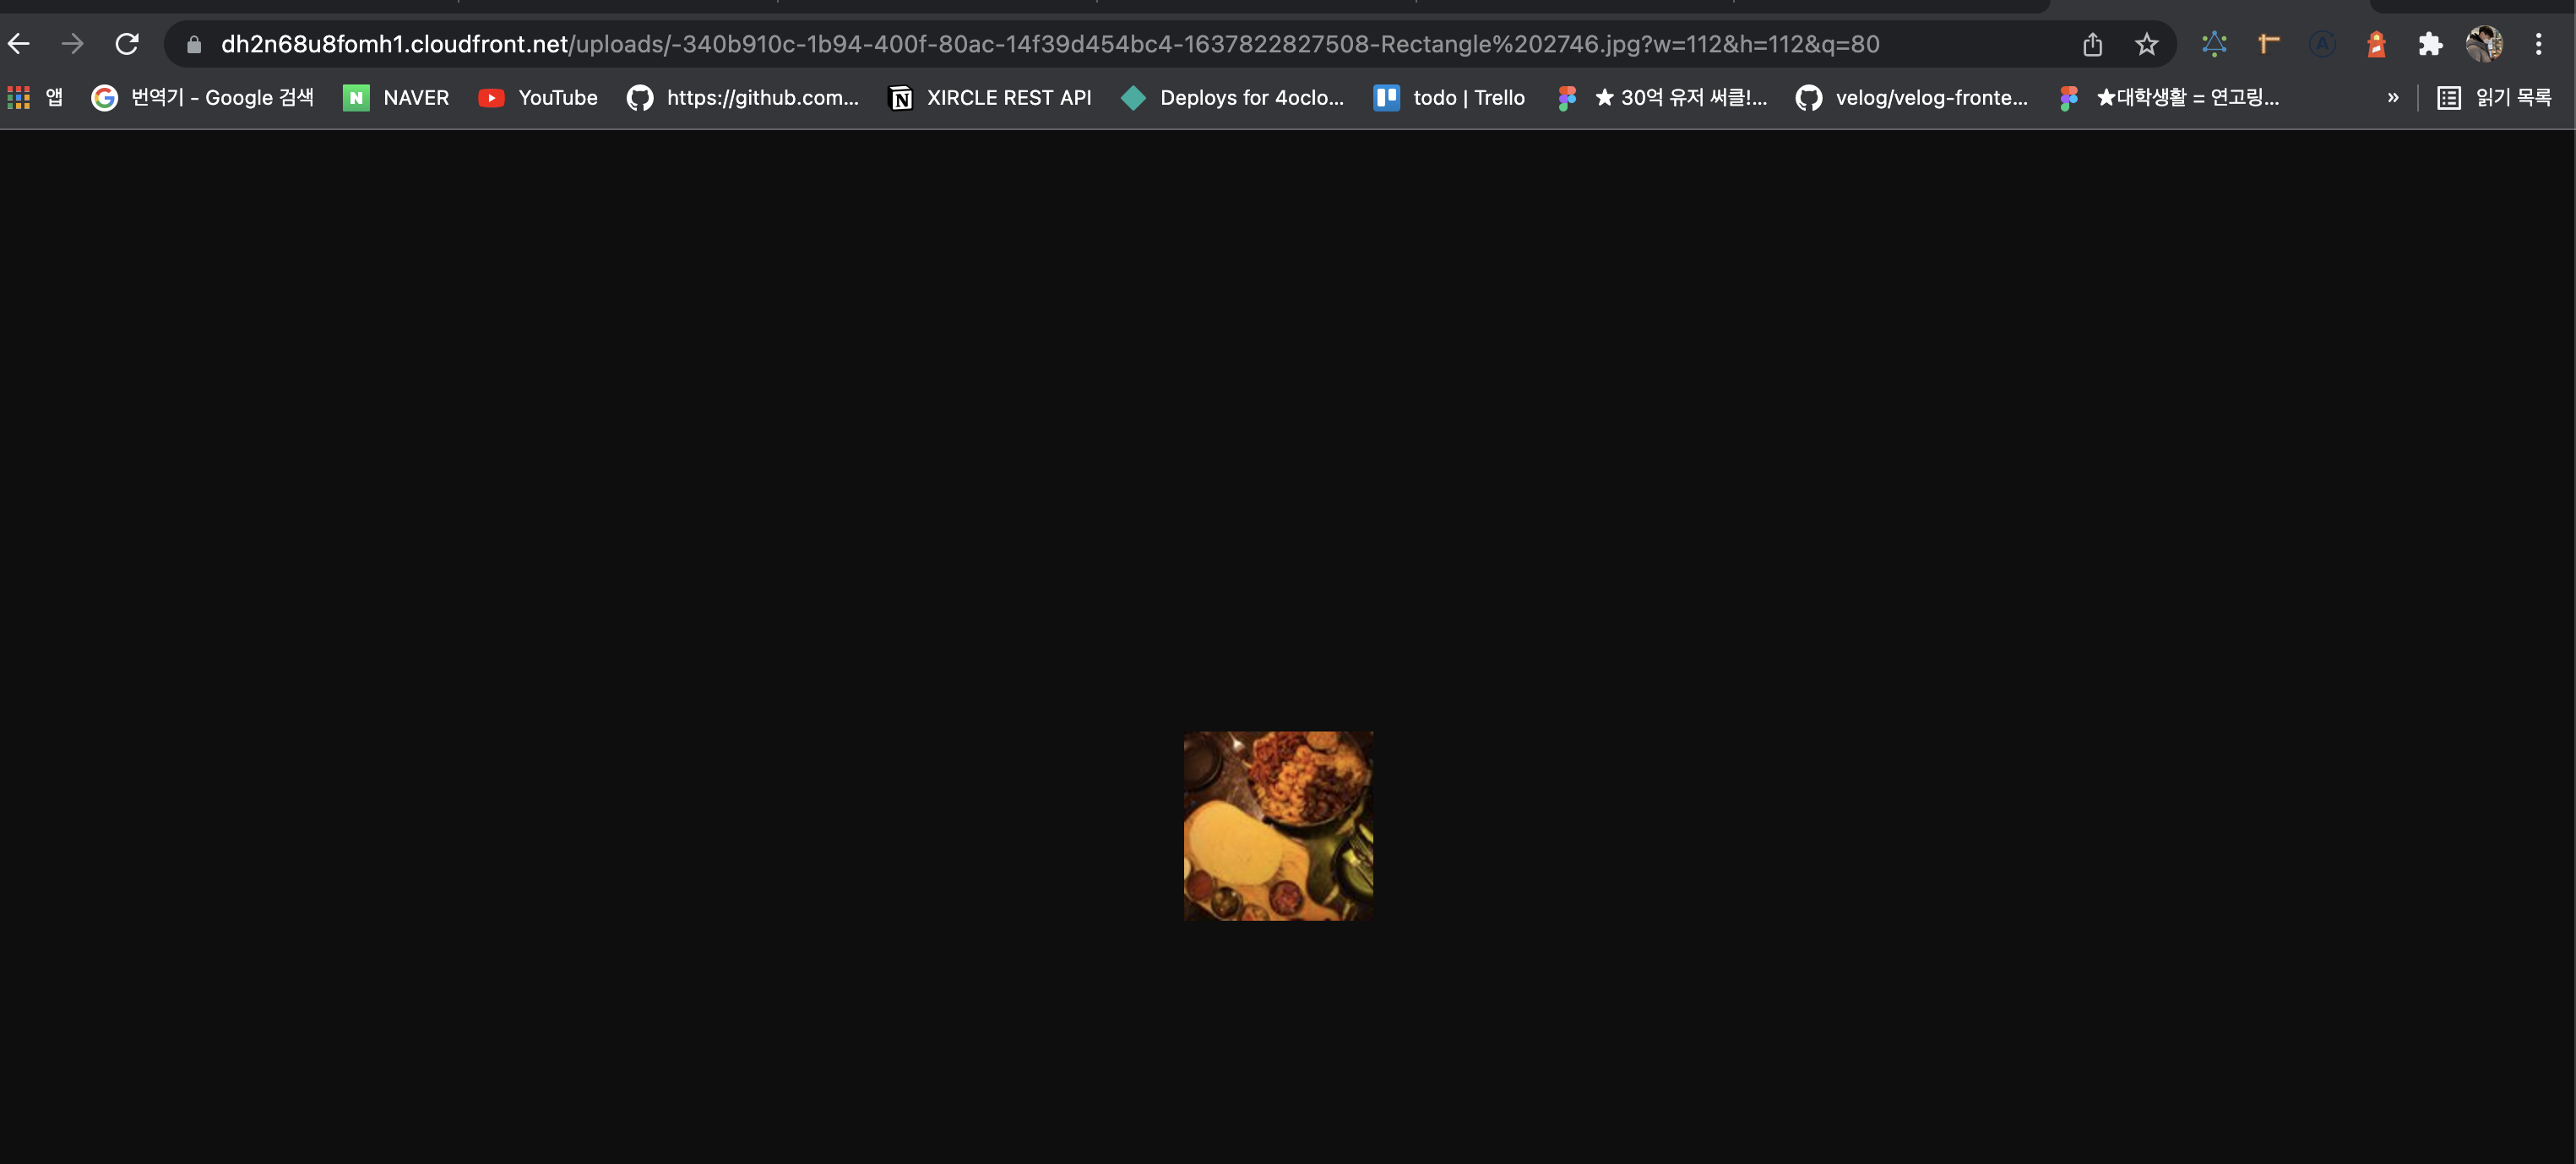 dh2n68u8fomh1.cloudfront.net/uploads/-340b910c-1b94-400f-80ac-14f39d454bc4-1637822827508-Rectangle%202746.jpg?w=112&h=112&q=80
앱 번역기 - Google 검색 NAVER YouTube https://github.com... XIRCLE REST API Deploys for 4oclo... todo | Trello ★ 30억 유저 써클!... velog/velog-fronte... ★대학생활 = 연고링... » 읽기 목록